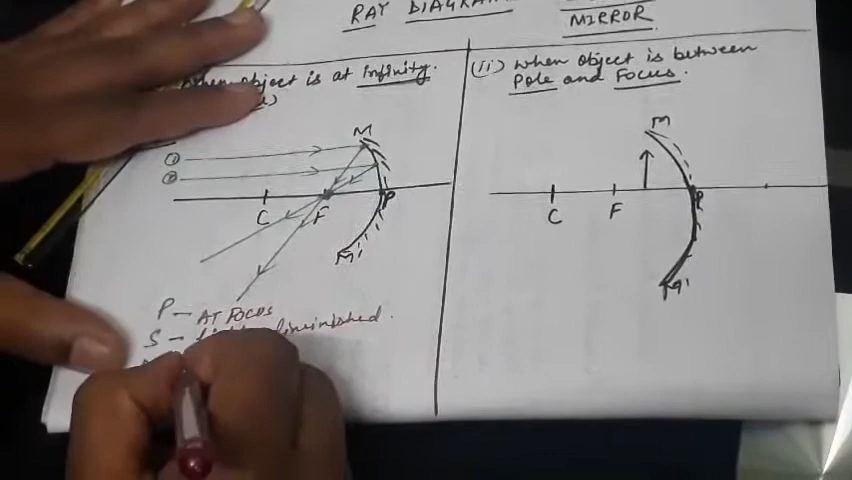 RAY DIAGRAM
MIRROR
when object is at infinity.
(ii) when object is between
Pole and Focus.
M
①
②
C
F
P
M'
P - AT FOCUS
S - diminished.
M
C
F
P
M'